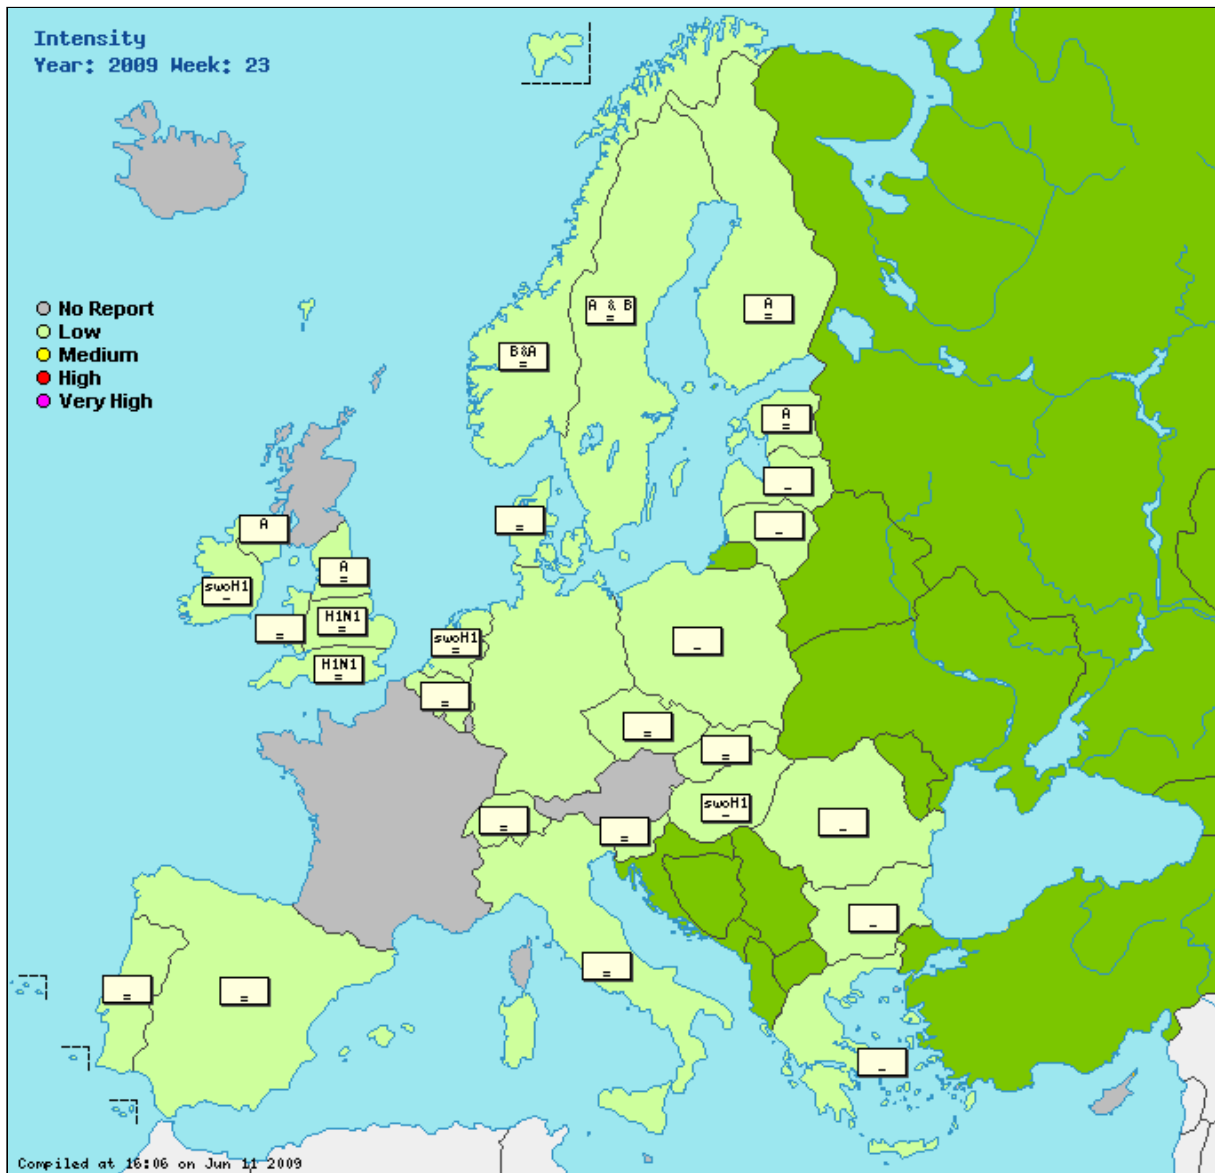 Intensity
Year: 2009 Week: 23
No Report
Low
Medium
High
Very High
A & B
=
A
=
B&A
=
A
=
_
=
_
A
A
=
swoH1
_
H1N1
=
=
swoH1
=
_
H1N1
=
=
=
=
swoH1
_
=
_
=
_
=
=
=
_
Compiled at 16:06 on Jun 11 2009